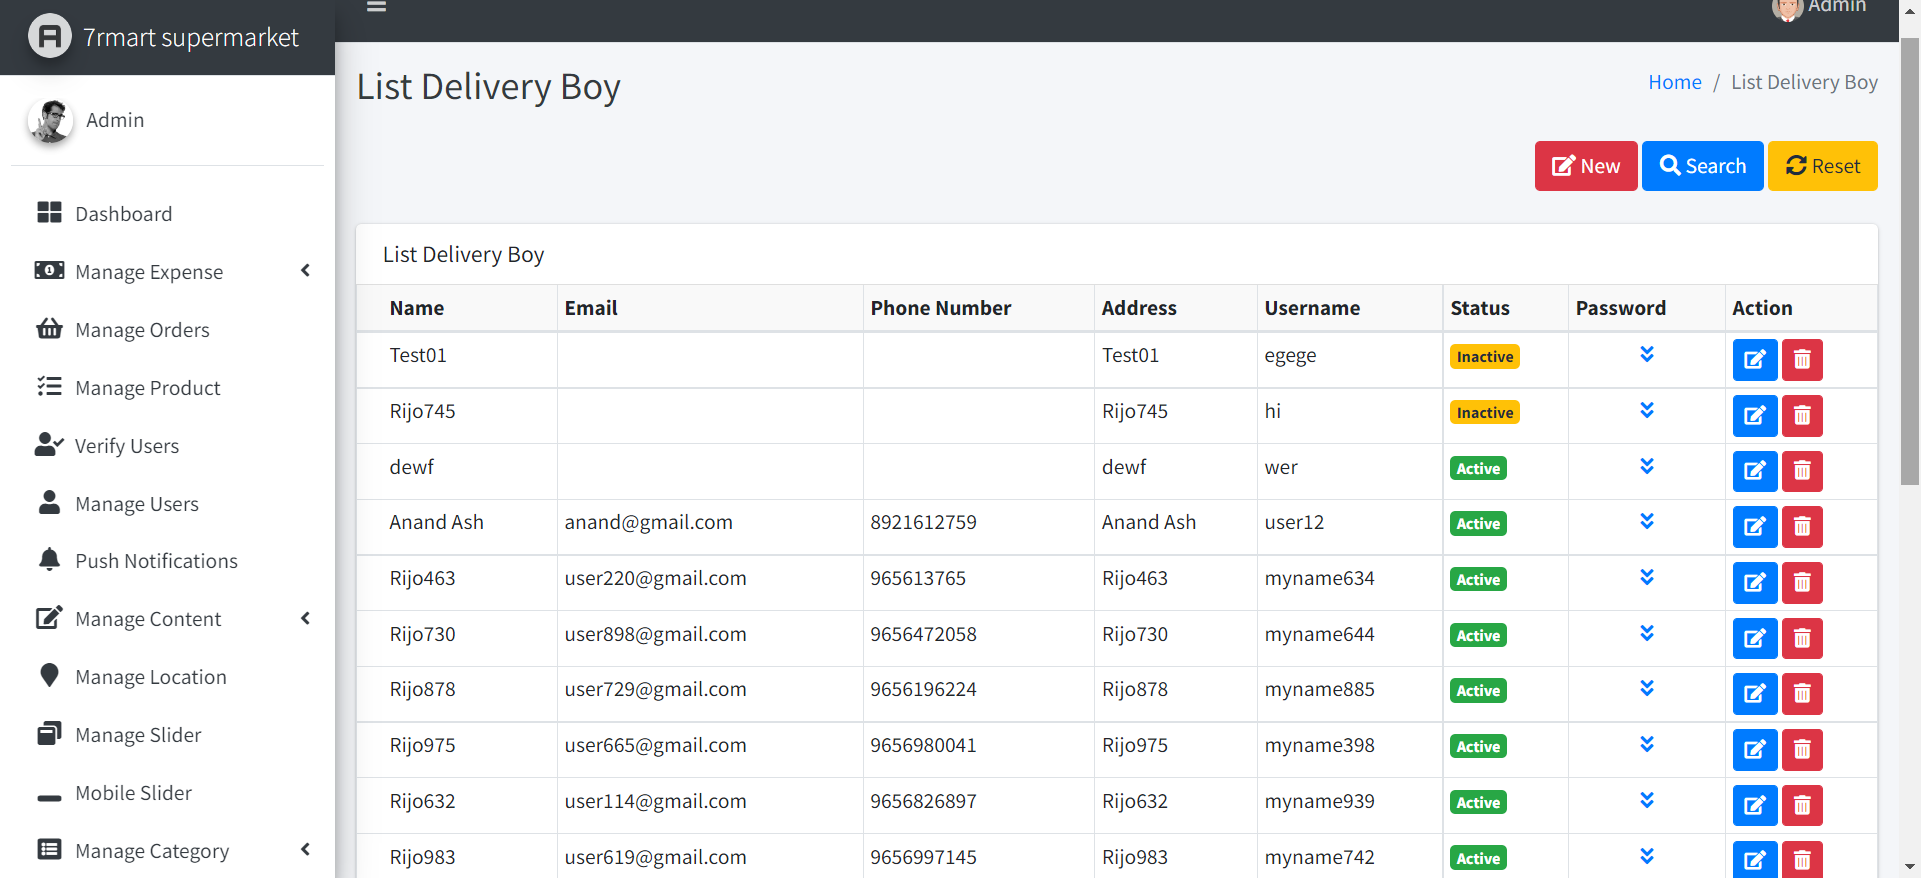 7rmart supermarket
Admin
Admin
Dashboard
Manage Expense
Manage Orders
Manage Product
Verify Users
Manage Users
Push Notifications
Manage Content
Manage Location
Manage Slider
Mobile Slider
Manage Category
List Delivery Boy
Home / List Delivery Boy
New Search Reset
List Delivery Boy
Name Email Phone Number Address Username Status Password Action
Test01 Test01 egege Inactive
Rijo745 Rijo745 hi Inactive
dewf dewf wer Active
Anand Ash anand@gmail.com 8921612759 Anand Ash user12 Active
Rijo463 user220@gmail.com 965613765 Rijo463 myname634 Active
Rijo730 user898@gmail.com 9656472058 Rijo730 myname644 Active
Rijo878 user729@gmail.com 9656196224 Rijo878 myname885 Active
Rijo975 user665@gmail.com 9656980041 Rijo975 myname398 Active
Rijo632 user114@gmail.com 9656826897 Rijo632 myname939 Active
Rijo983 user619@gmail.com 9656997145 Rijo983 myname742 Active